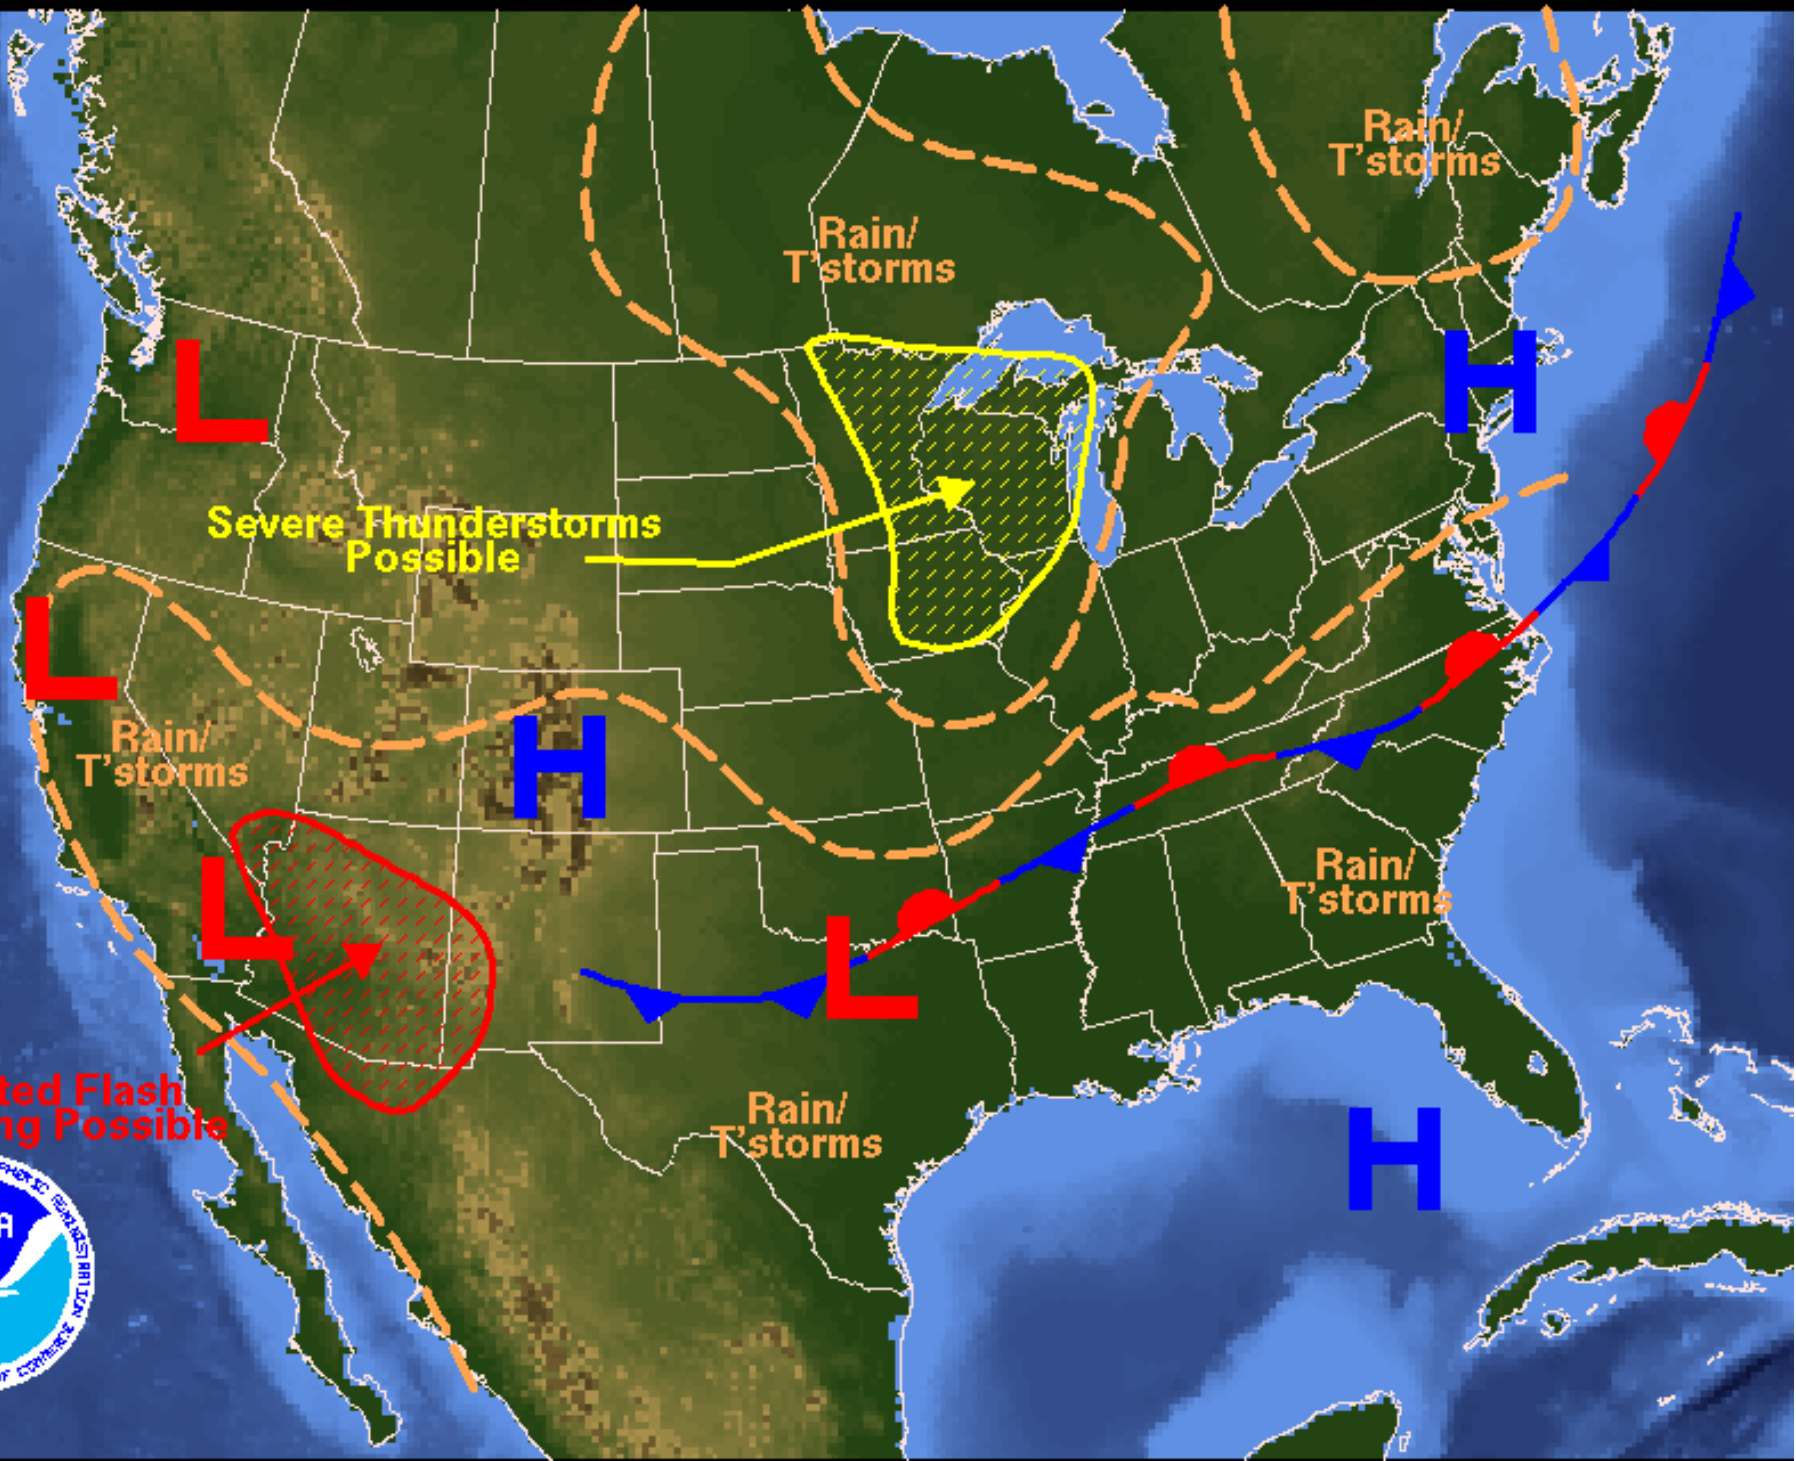 Rain/
T'storms
Rain/
T'storms
L
H
Severe Thunderstorms
Possible
L
Rain/
T'storms
H
L
Rain/
T'storms
L
ted Flash
ng Possible
Rain/
T'storms
H
A